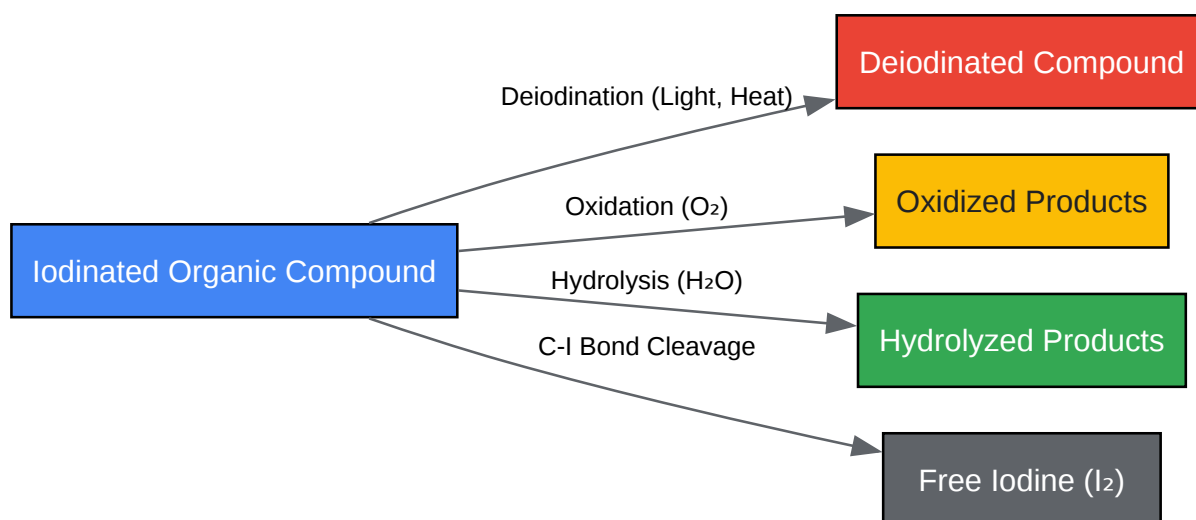 Deiodinated Compound
Deiodination (Light, Heat)
Oxidized Products
Oxidation (O₂)
Iodinated Organic Compound
Hydrolysis (H₂O)
Hydrolyzed Products
C-I Bond Cleavage
Free Iodine (I₂)